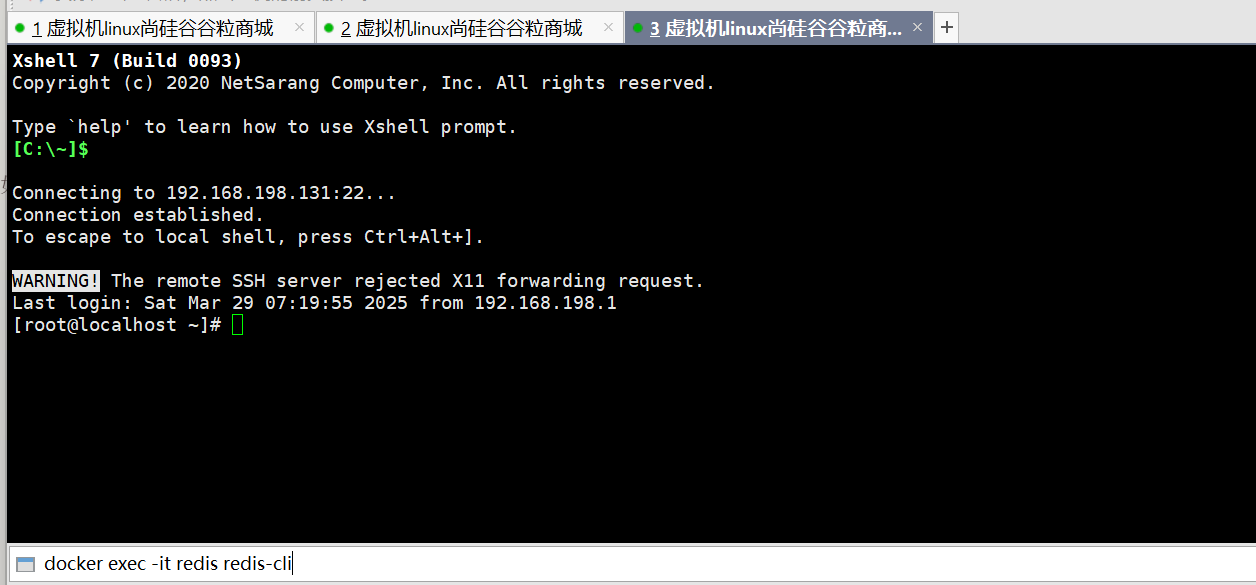 1 虚拟机linux尚硅谷谷粒商城 × 2 虚拟机linux尚硅谷谷粒商城 × 3 虚拟机linux尚硅谷谷粒商... × +
Xshell 7 (Build 0093)
Copyright (c) 2020 NetSarang Computer, Inc. All rights reserved.
Type `help' to learn how to use Xshell prompt.
[C:\~]$
Connecting to 192.168.198.131:22...
Connection established.
To escape to local shell, press Ctrl+Alt+].
WARNING! The remote SSH server rejected X11 forwarding request.
Last login: Sat Mar 29 07:19:55 2025 from 192.168.198.1
[root@localhost ~]#
docker exec -it redis redis-cli